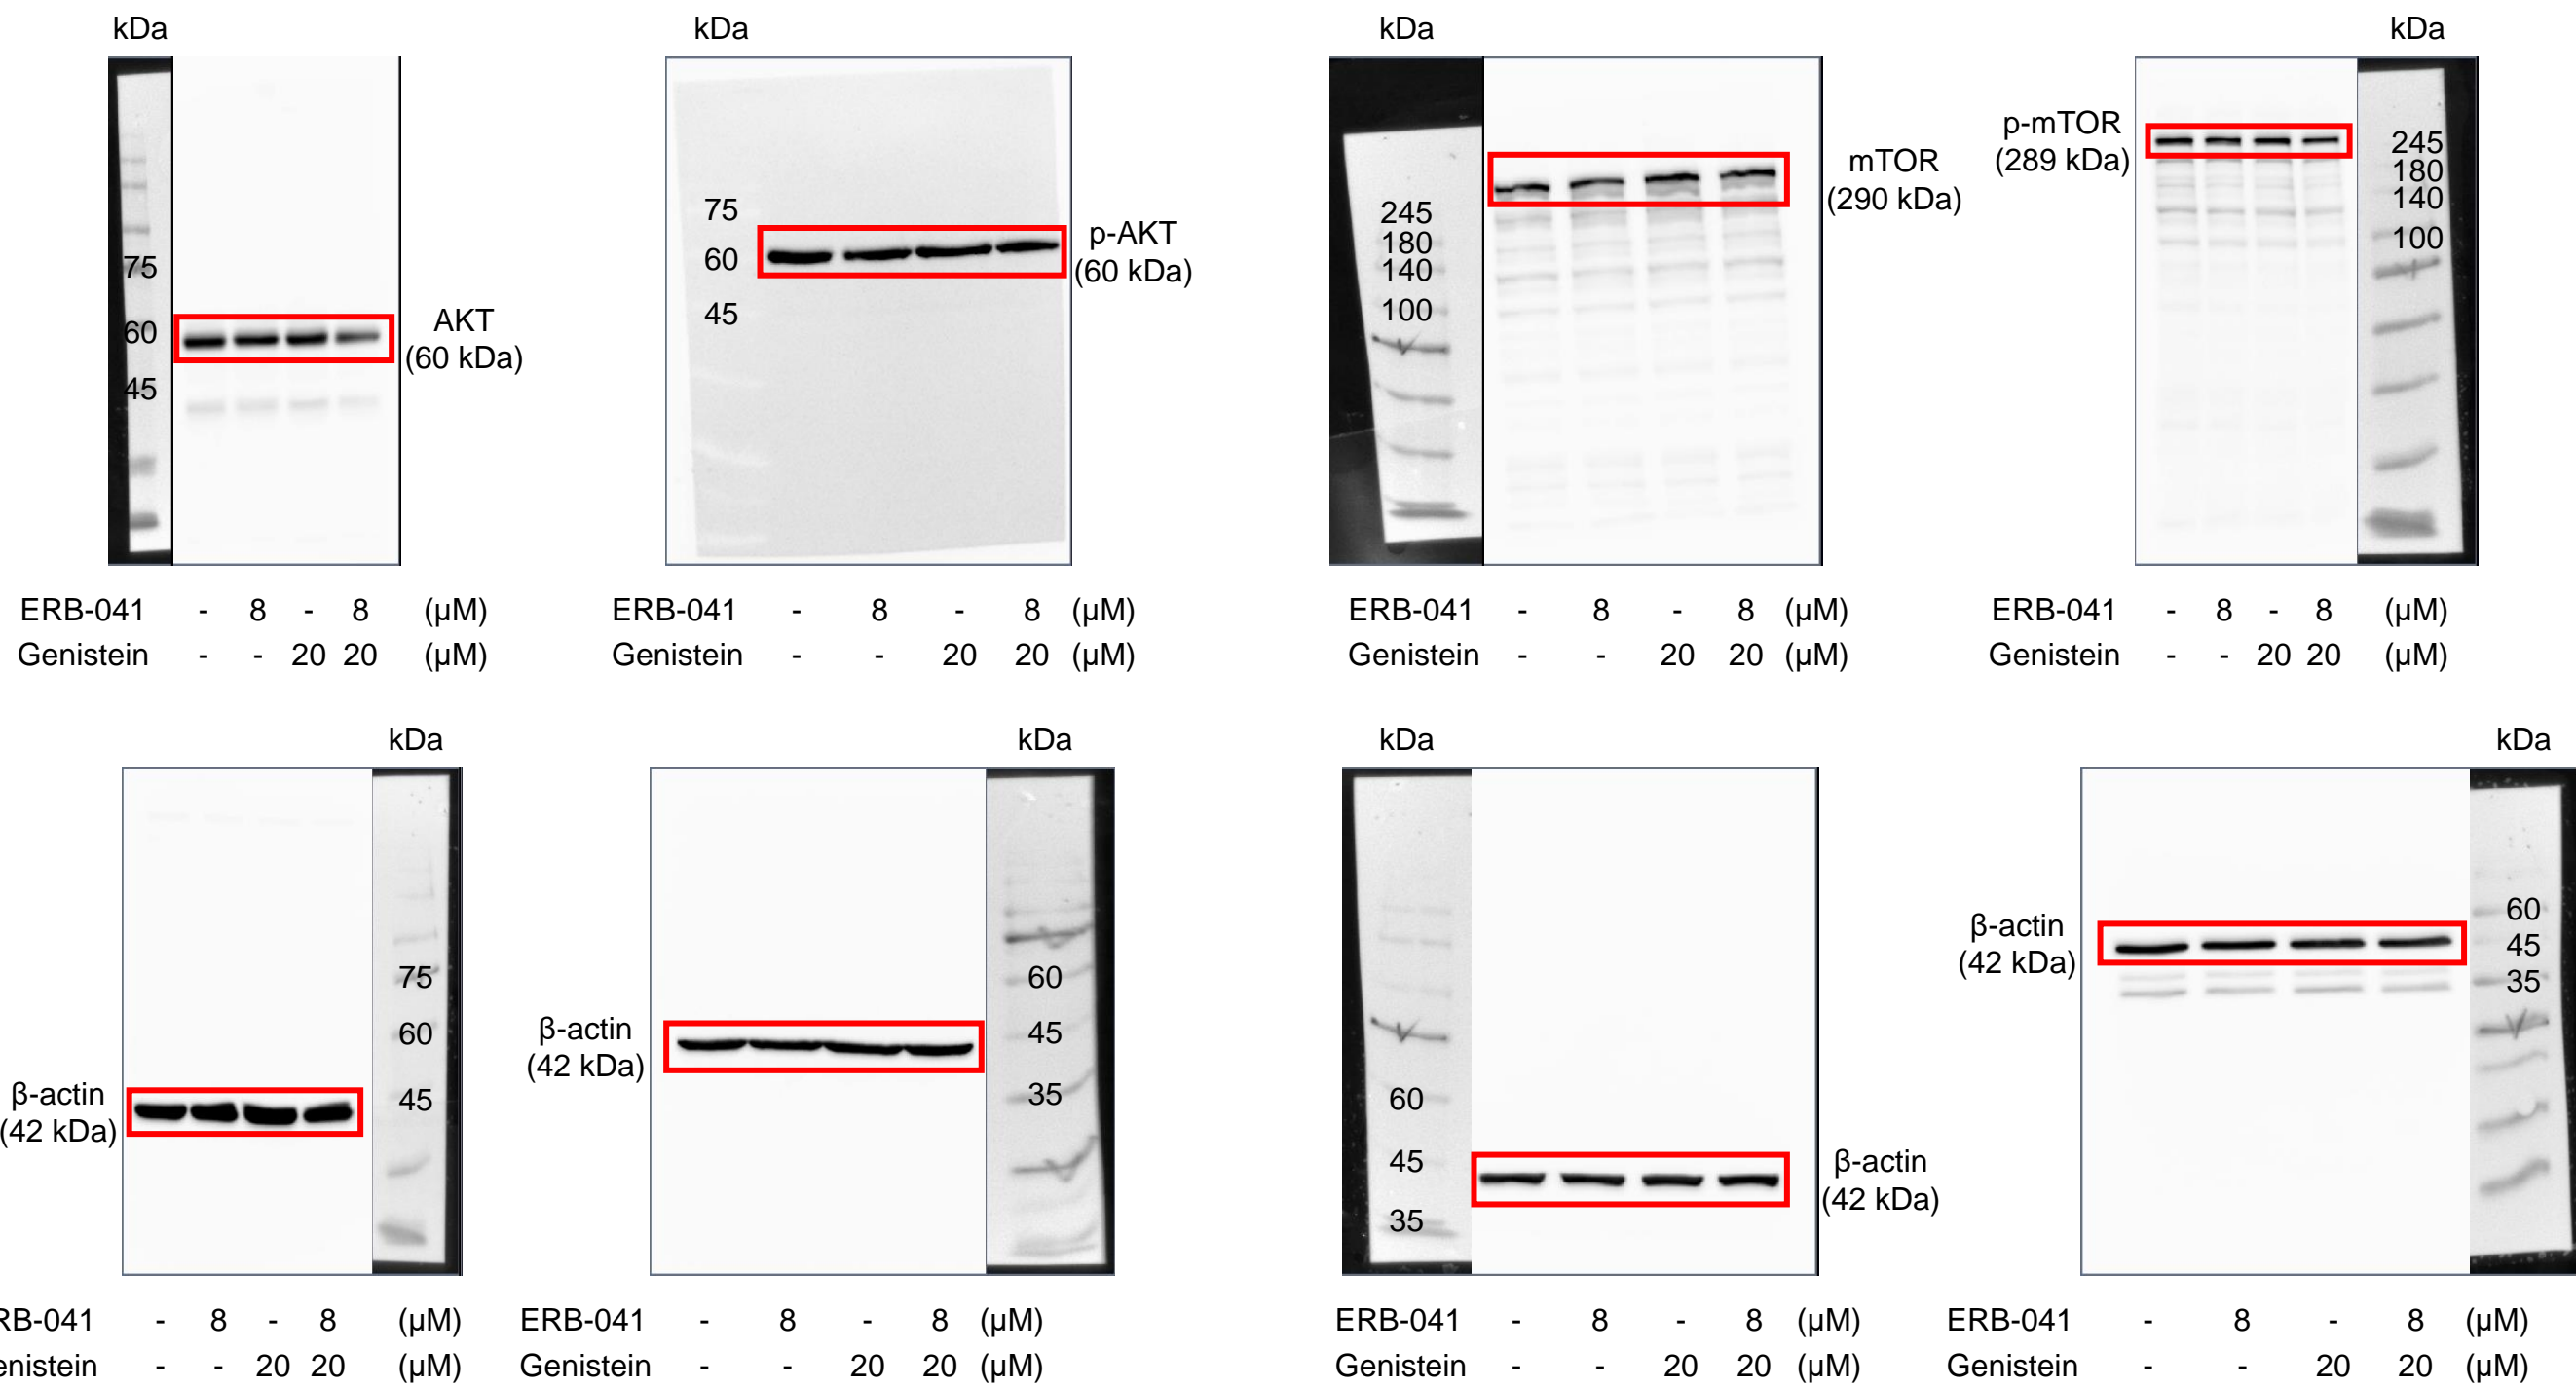 kDa
75
60
45
AKT
(60 kDa)
ERB-041 - 8 - 8 (μM)
Genistein - - 20 20 (μM)
kDa
75
60
45
p-AKT
(60 kDa)
ERB-041 - 8 - 8 (μM)
Genistein - - 20 20 (μM)
kDa
245
180
140
100
mTOR
(290 kDa)
ERB-041 - 8 - 8 (μM)
Genistein - - 20 20 (μM)
kDa
p-mTOR
(289 kDa)
245
180
140
100
ERB-041 - 8 - 8 (μM)
Genistein - - 20 20 (μM)
kDa
75
60
45
β-actin
(42 kDa)
RB-041 - 8 - 8 (μM)
enistein - - 20 20 (μM)
kDa
60
45
35
β-actin
(42 kDa)
ERB-041 - 8 - 8 (μM)
Genistein - - 20 20 (μM)
kDa
60
45
35
β-actin
(42 kDa)
ERB-041 - 8 - 8 (μM)
Genistein - - 20 20 (μM)
kDa
60
45
35
β-actin
(42 kDa)
ERB-041 - 8 - 8 (μM)
Genistein - - 20 20 (μM)